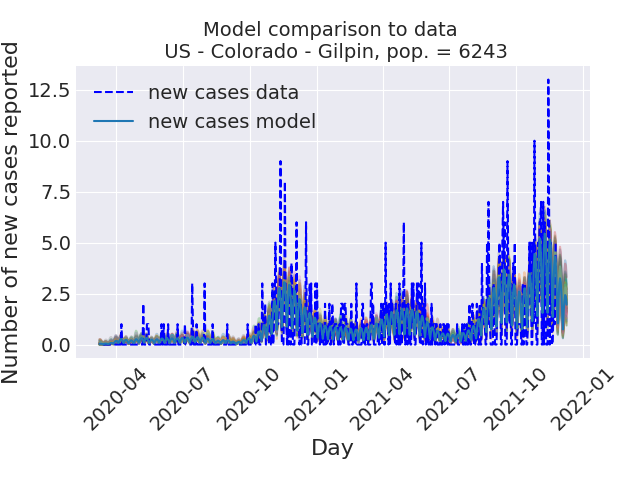 Model comparison to data
US - Colorado - Gilpin, pop. = 6243
Number of new cases reported
12.5
10.0
7.5
5.0
2.5
0.0
new cases data
new cases model
2020-04
2020-07
2020-10
2021-01
2021-04
2021-07
2021-10
2022-01
Day